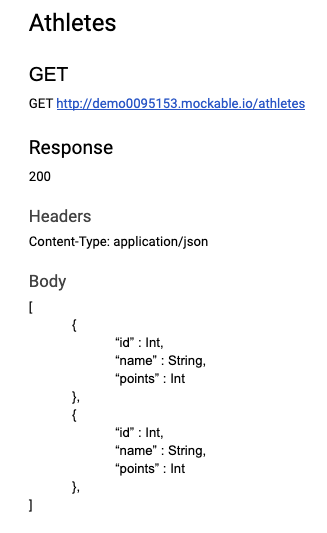 Athletes
GET
GET http://demo0095153.mockable.io/athletes
Response
200
Headers
Content-Type: application/json
Body
[
{
“id” : Int,
“name” : String,
“points” : Int
},
{
“id” : Int,
“name” : String,
“points” : Int
},
]